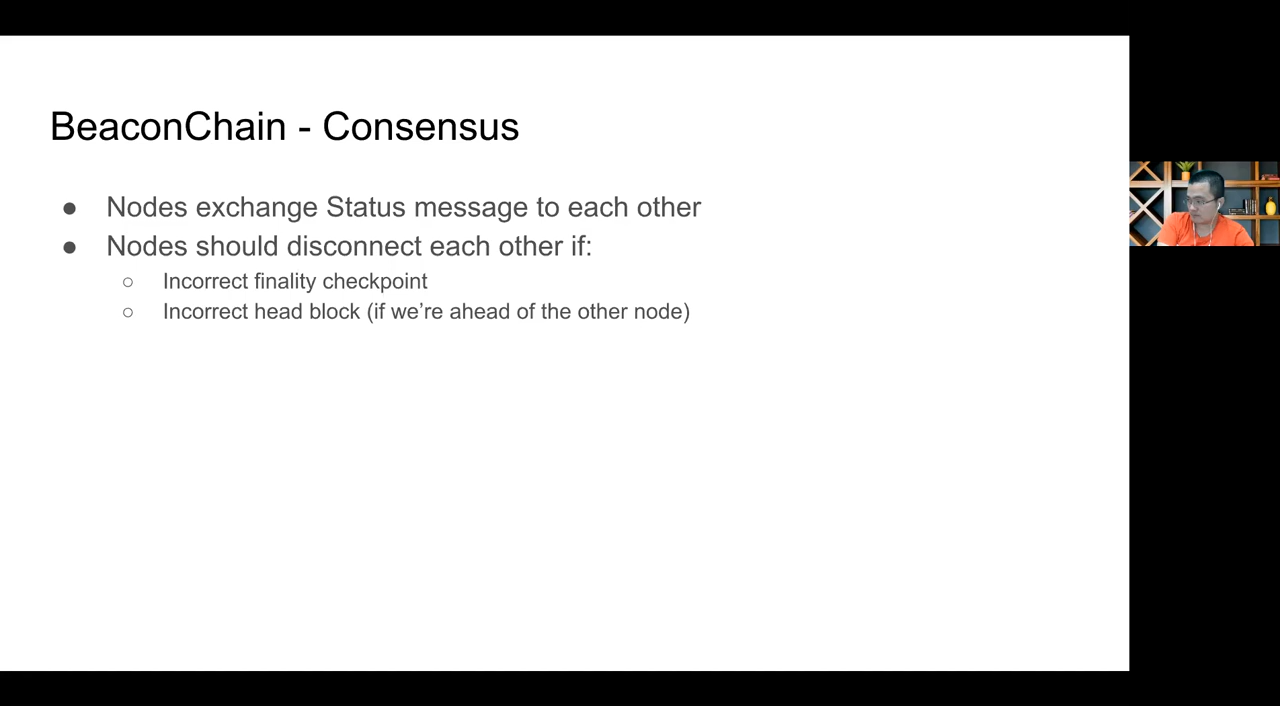 BeaconChain - Consensus
● Nodes exchange Status message to each other
● Nodes should disconnect each other if:
○ Incorrect finality checkpoint
○ Incorrect head block (if we’re ahead of the other node)